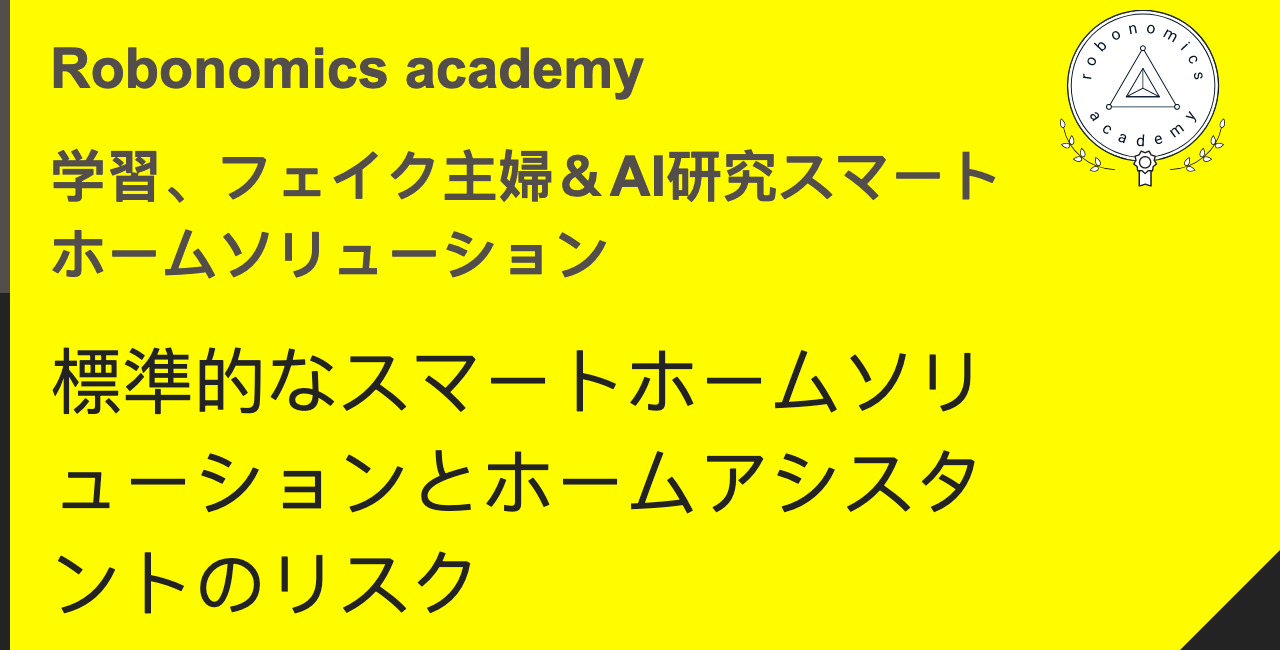 Robonomics academy
robonomics
academy
学習、フェイク主婦＆AI研究スマート
ホームソリューション
標準的なスマートホームソリ
ューションとホームアシスタ
ントのリスク